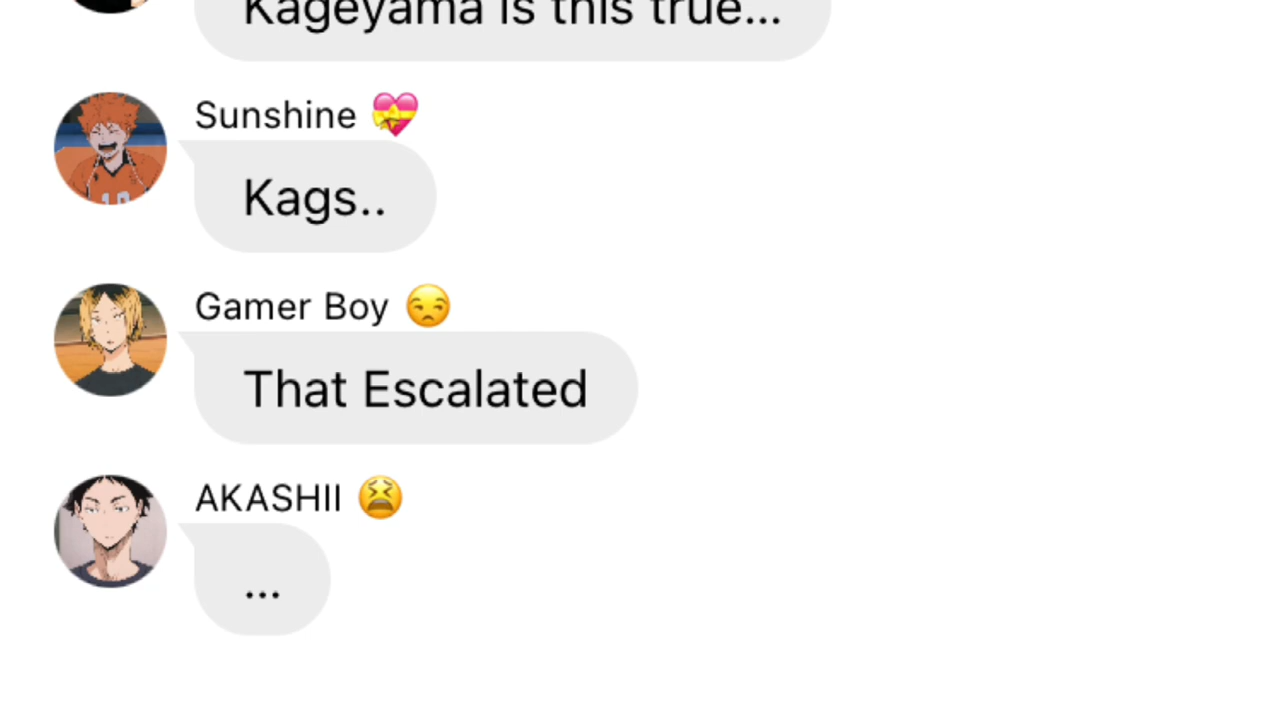 Kageyama is this true...
Sunshine 💝
Kags..
Gamer Boy 😒
That Escalated
AKASHII 😫
...